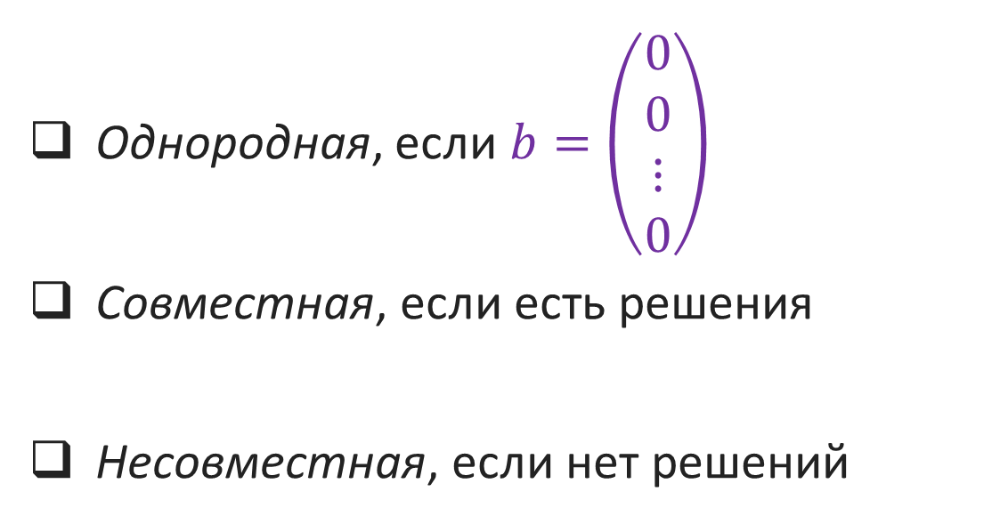 ❑ Однородная, если b = (0 0 ⋮ 0)
❑ Совместная, если есть решения
❑ Несовместная, если нет решений